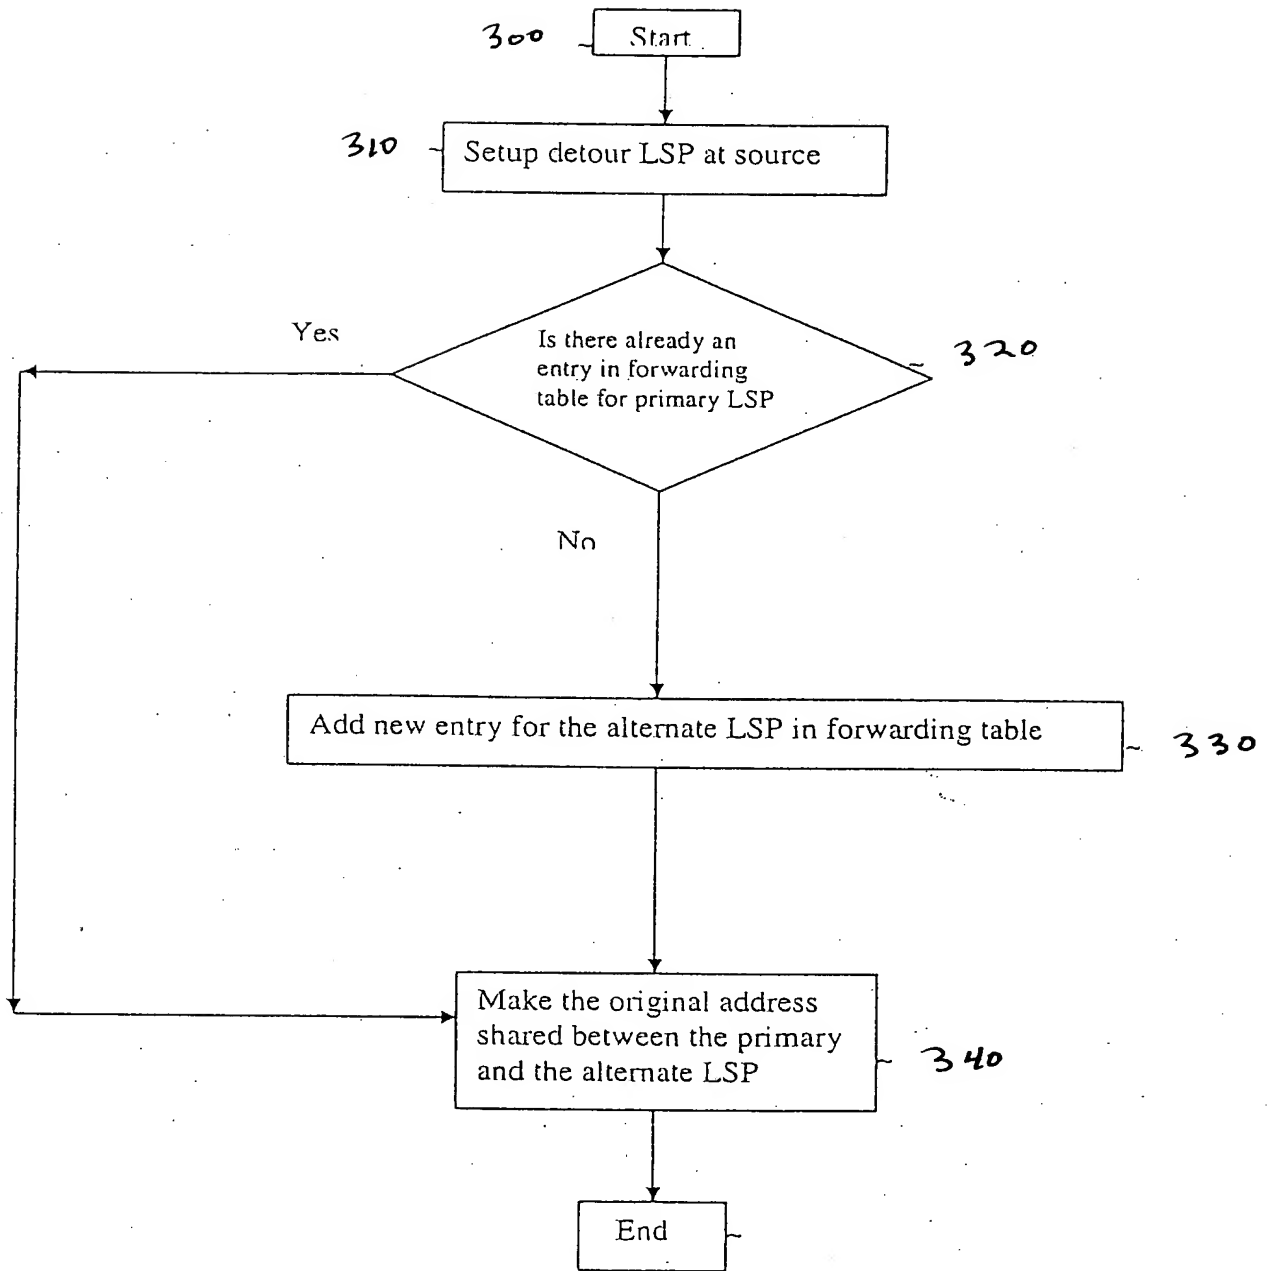 300
Start
310
Setup detour LSP at source
Yes
Is there already an
entry in forwarding
table for primary LSP
320
No
Add new entry for the alternate LSP in forwarding table
330
Make the original address
shared between the primary
and the alternate LSP
340
End